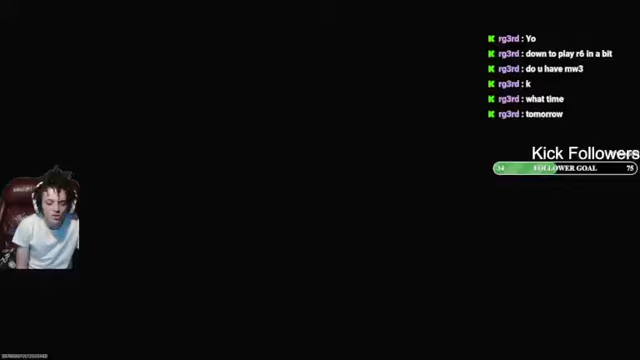 rg3rd : Yo
rg3rd : down to play r6 in a bit
rg3rd : do u have mw3
rg3rd : k
rg3rd : what time
rg3rd : tomorrow
Kick Followers
34 FOLLOWER GOAL 75